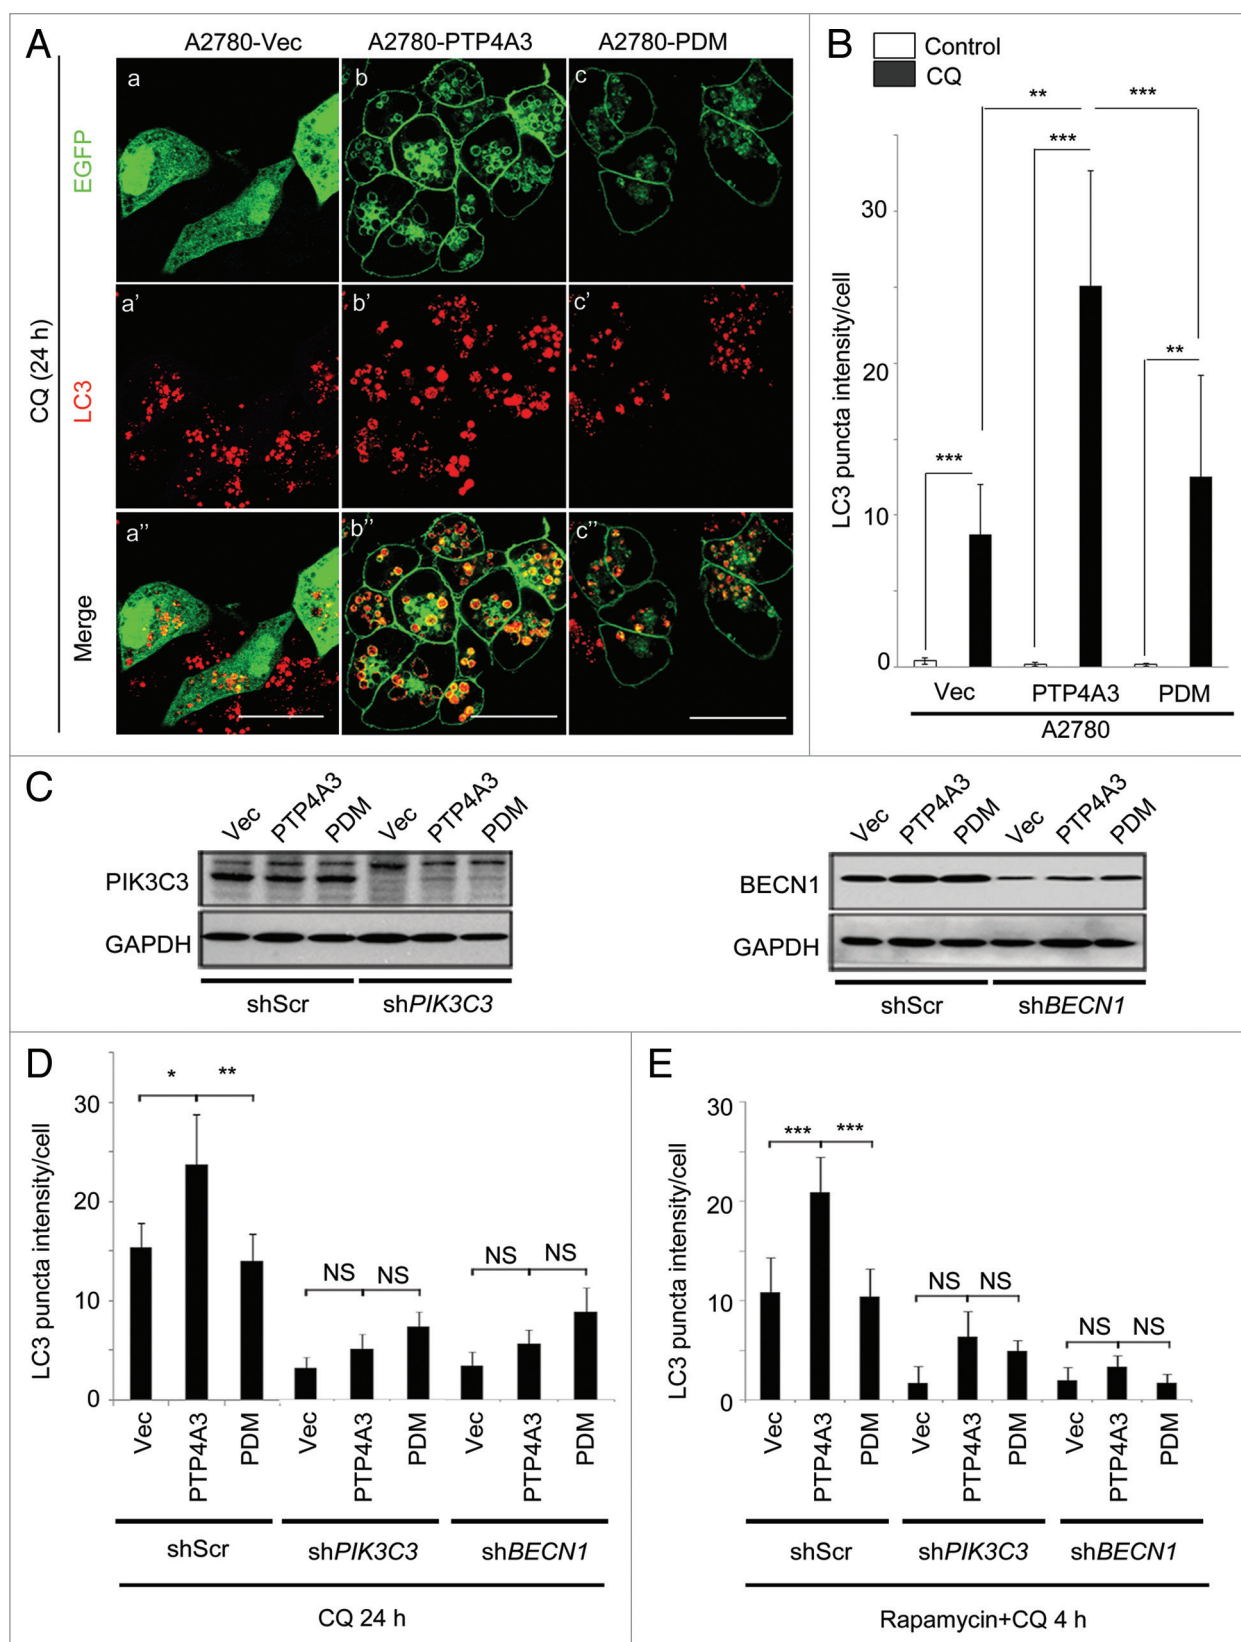 A
A2780-Vec
A2780-PTP4A3
A2780-PDM
CQ (24 h)
EGFP
LC3
Merge
a
b
c
a'
b'
c'
a''
b''
c''
B
Control
CQ
**
***
***
**
***
LC3 puncta intensity/cell
30
20
10
0
Vec
PTP4A3
PDM
A2780
C
Vec
PTP4A3
PDM
Vec
PTP4A3
PDM
PIK3C3
GAPDH
shScr
shPIK3C3
Vec
PTP4A3
PDM
Vec
PTP4A3
PDM
BECN1
GAPDH
shScr
shBECN1
D
LC3 puncta intensity/cell
30
20
10
0
*
**
NS
NS
NS
NS
Vec
PTP4A3
PDM
Vec
PTP4A3
PDM
Vec
PTP4A3
PDM
shScr
shPIK3C3
shBECN1
CQ 24 h
E
LC3 puncta intensity/cell
30
20
10
0
***
***
NS
NS
NS
NS
Vec
PTP4A3
PDM
Vec
PTP4A3
PDM
Vec
PTP4A3
PDM
shScr
shPIK3C3
shBECN1
Rapamycin+CQ 4 h